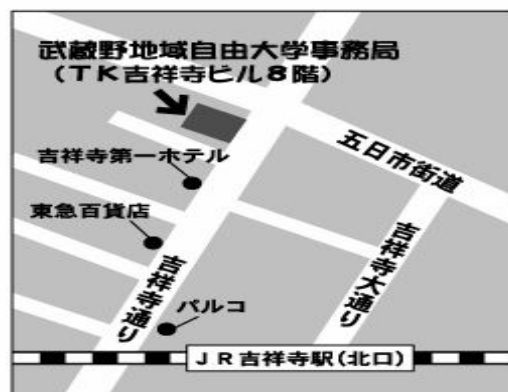 武蔵野地域自由大学事務局
（TK吉祥寺ビル8階）
五日市街道
吉祥寺第一ホテル
東急百貨店
吉祥寺大通り
吉祥寺通り
パルコ
JR吉祥寺駅(北口)